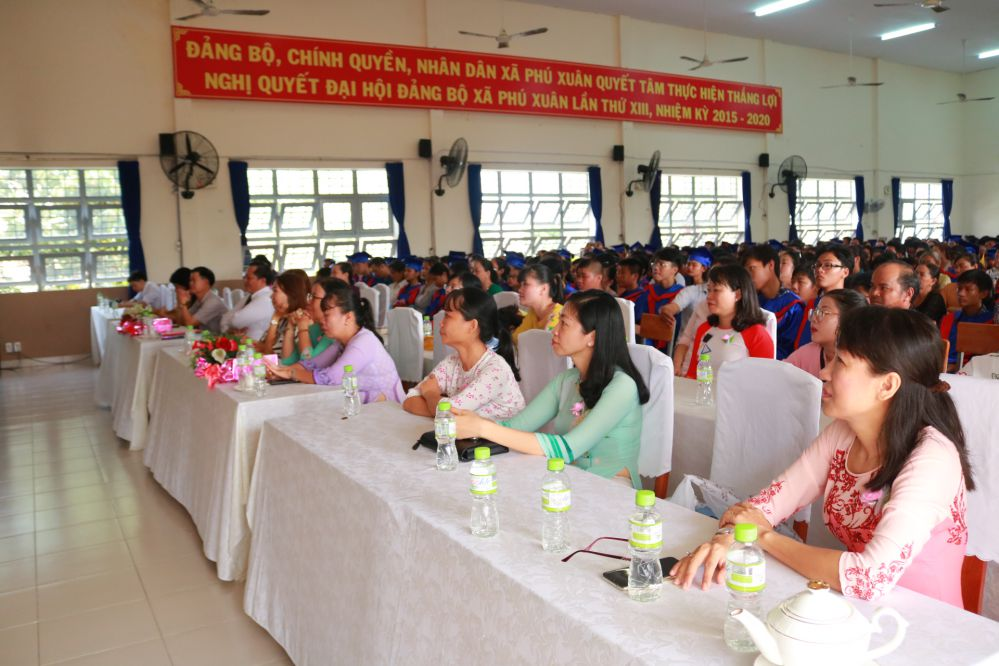 ĐẢNG BỘ, CHÍNH QUYỀN, NHÂN DÂN XÃ PHÚ XUÂN QUYẾT TÂM THỰC HIỆN THẮNG LỢI
NGHỊ QUYẾT ĐẠI HỘI ĐẢNG BỘ XÃ PHÚ XUÂN LẦN THỨ XIII, NHIỆM KỲ 2015 - 2020